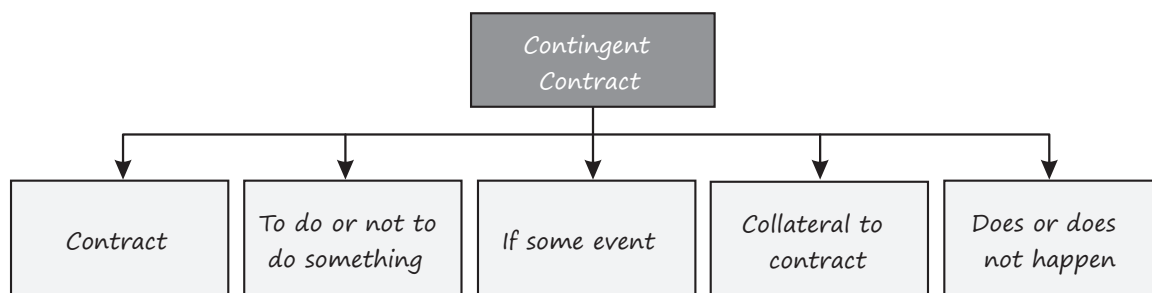 Contingent
Contract
Contract
To do or not to
do something
If some event
Collateral to
contract
Does or does
not happen